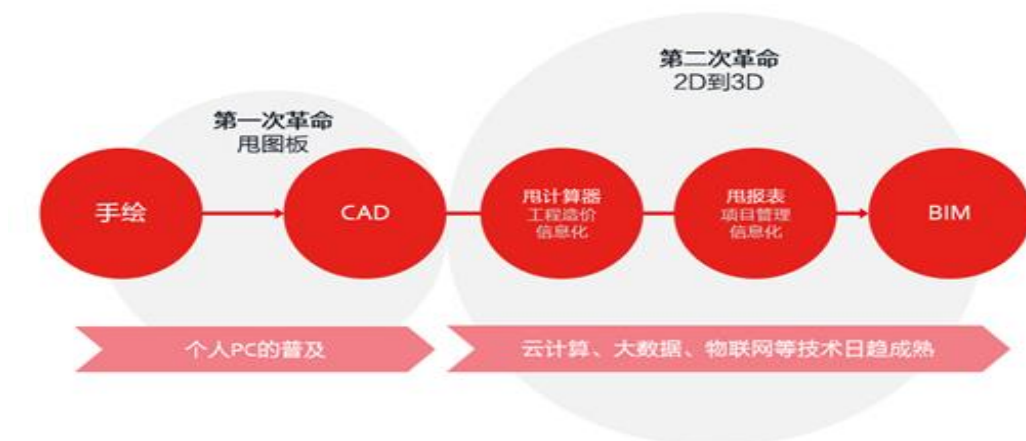 第一次革命
甩图板
第二次革命
2D到3D
手绘
CAD
甩计算器
工程造价
信息化
甩报表
项目管理
信息化
BIM
个人PC的普及
云计算、大数据、物联网等技术日趋成熟